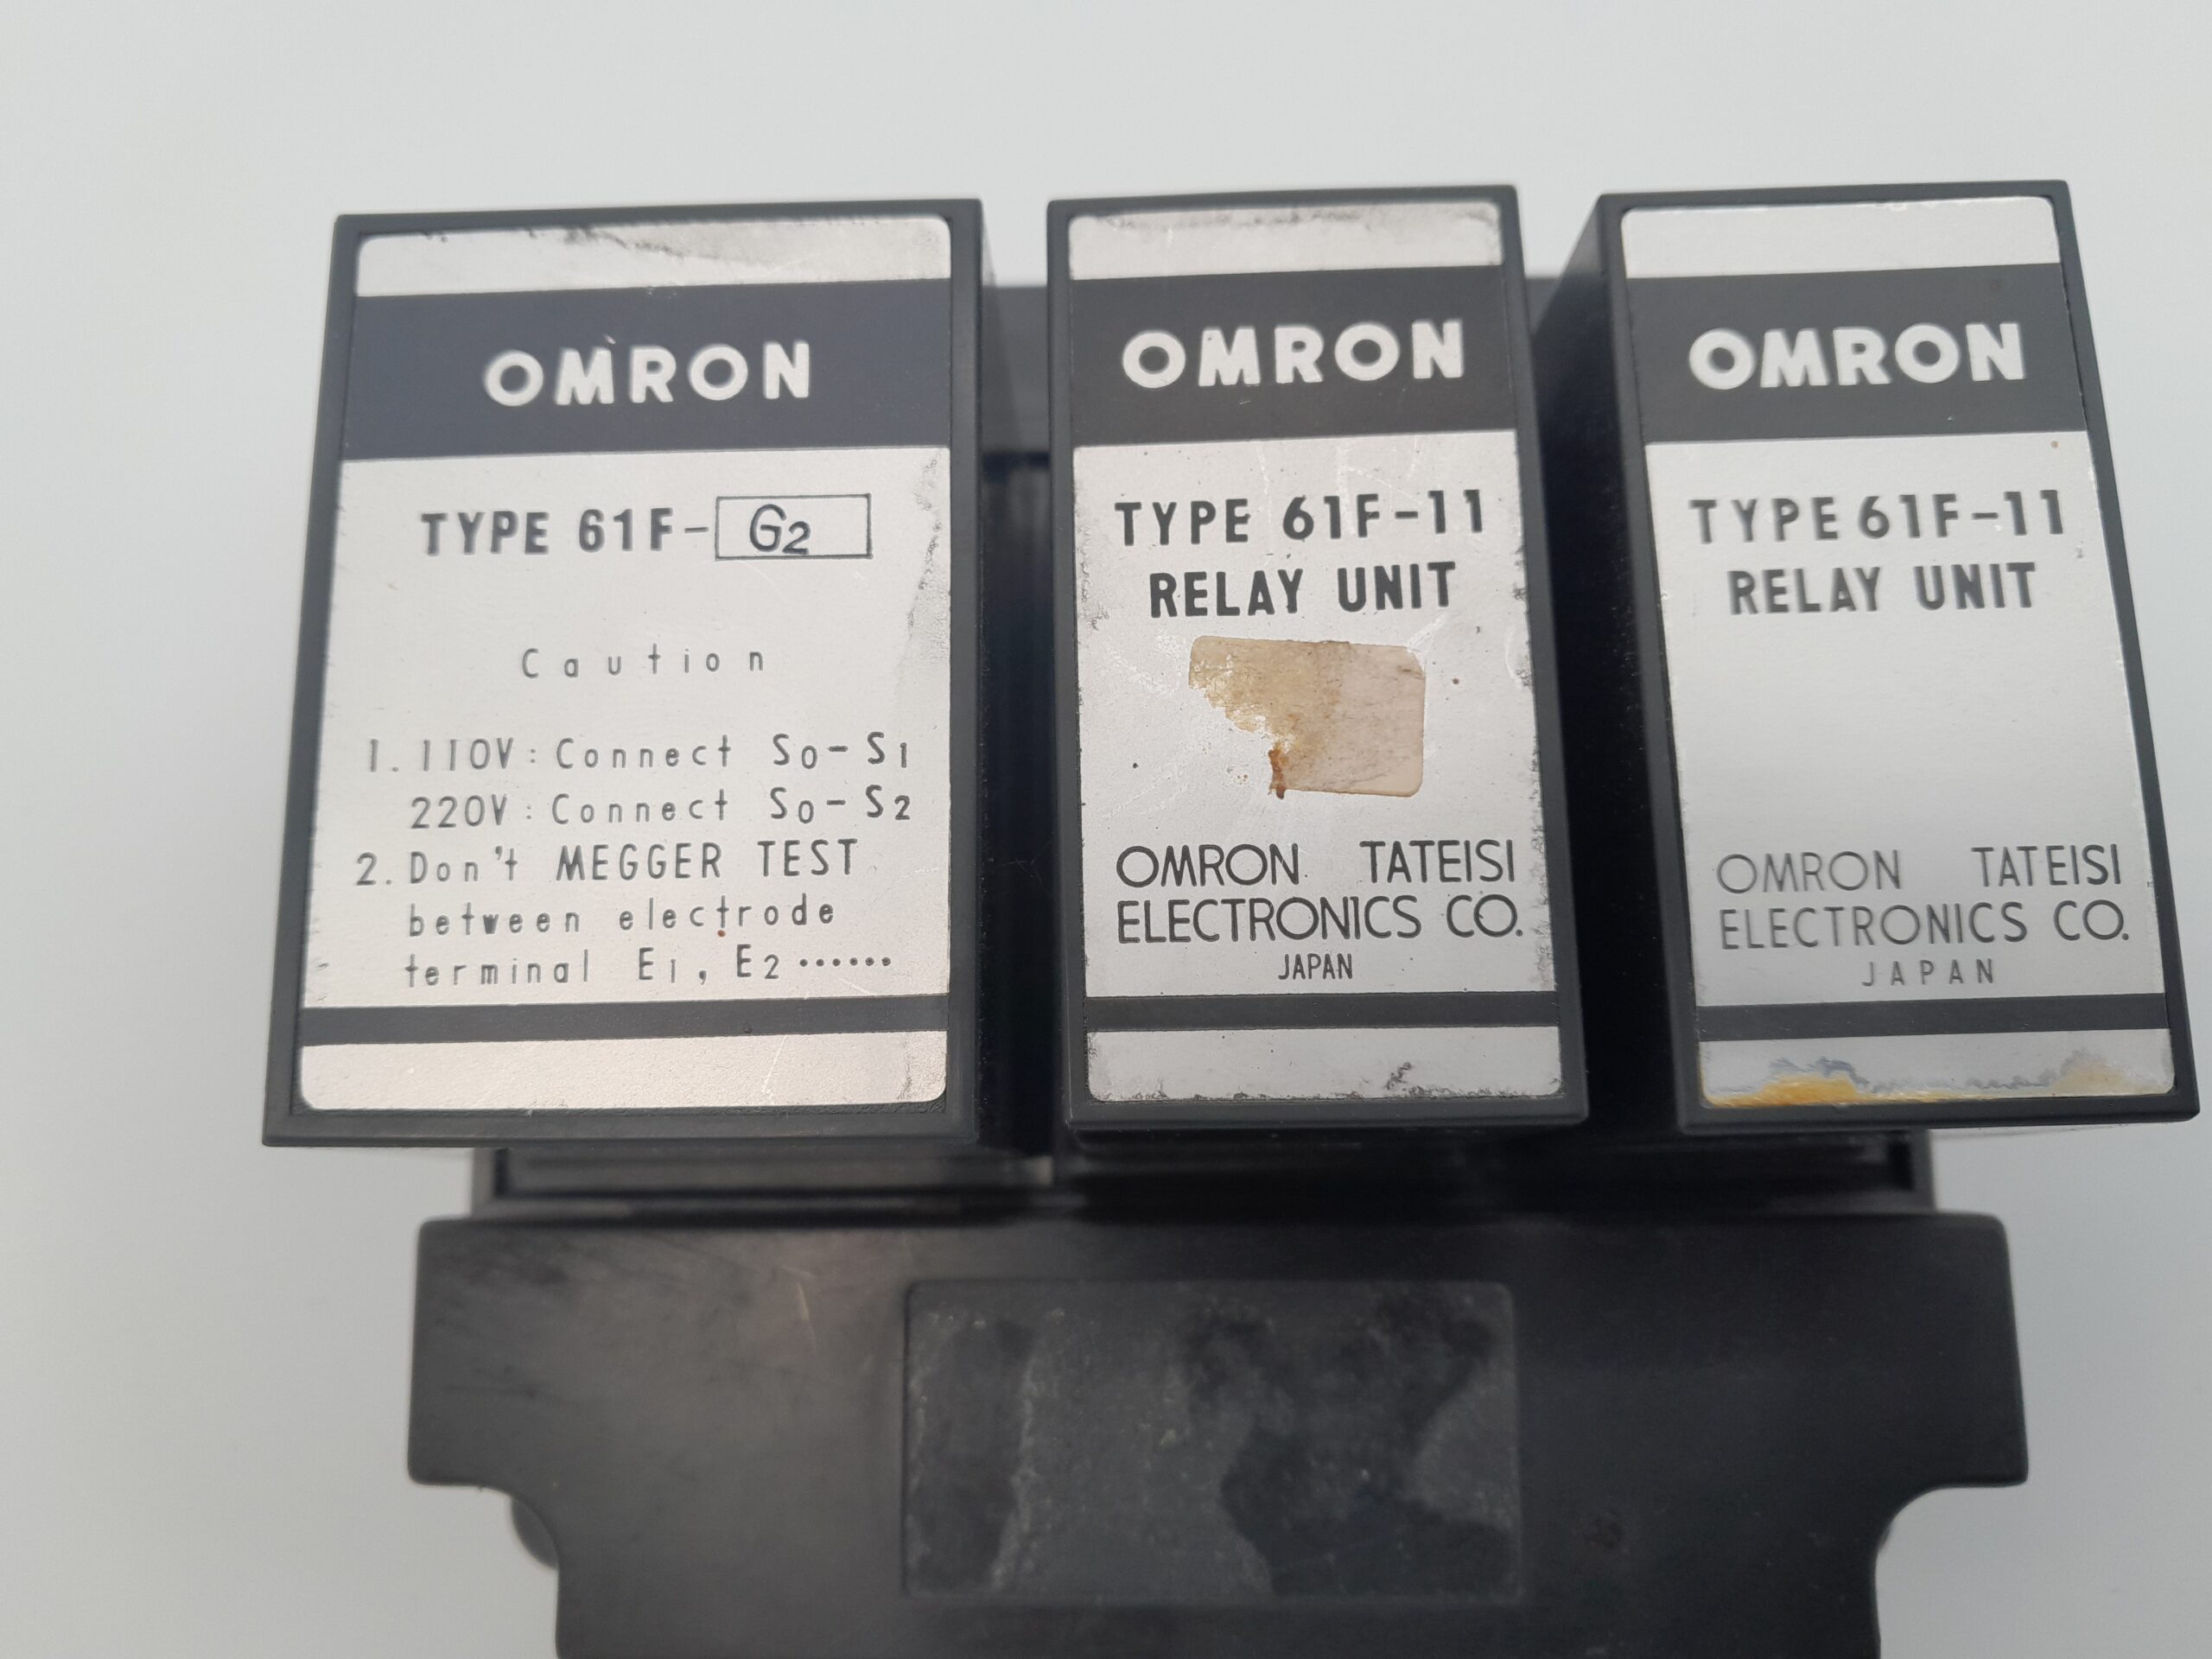 OMRON
TYPE 61F-G2
Caution
1. 110V: Connect S0-S1
220V: Connect S0-S2
2. Don't MEGGER TEST
between electrode
terminal E1, E2 ······
OMRON
TYPE 61F-11
RELAY UNIT
OMRON TATEISI
ELECTRONICS CO.
JAPAN
OMRON
TYPE 61F-11
RELAY UNIT
OMRON TATEISI
ELECTRONICS CO.
JAPAN